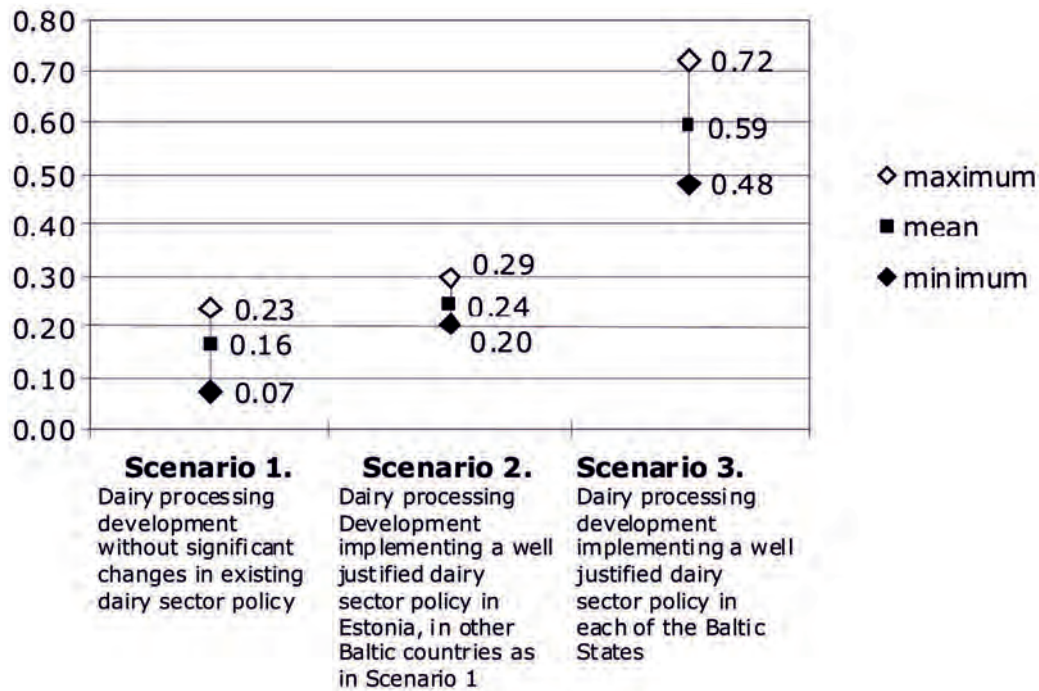 0.80
0.70
0.60
0.50
0.40
0.30
0.20
0.10
0.00
0.23
0.16
0.07
0.29
0.24
0.20
0.72
0.59
0.48
maximum
mean
minimum
Scenario 1.
Dairy processing
development
without significant
changes in existing
dairy sector policy
Scenario 2.
Dairy processing
Development
implementing a well
justified dairy
sector policy in
Estonia, in other
Baltic countries as
in Scenario 1
Scenario 3.
Dairy processing
development
implementing a well
justified dairy
sector policy in
each of the Baltic
States